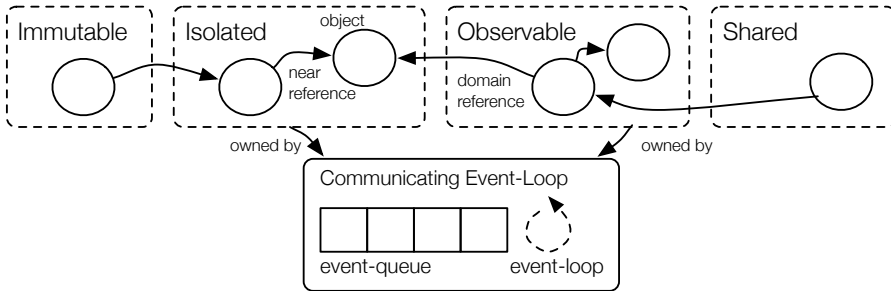 Immutable
Isolated
object
Observable
Shared
near
reference
domain
reference
owned by
owned by
Communicating Event-Loop
event-queue
event-loop